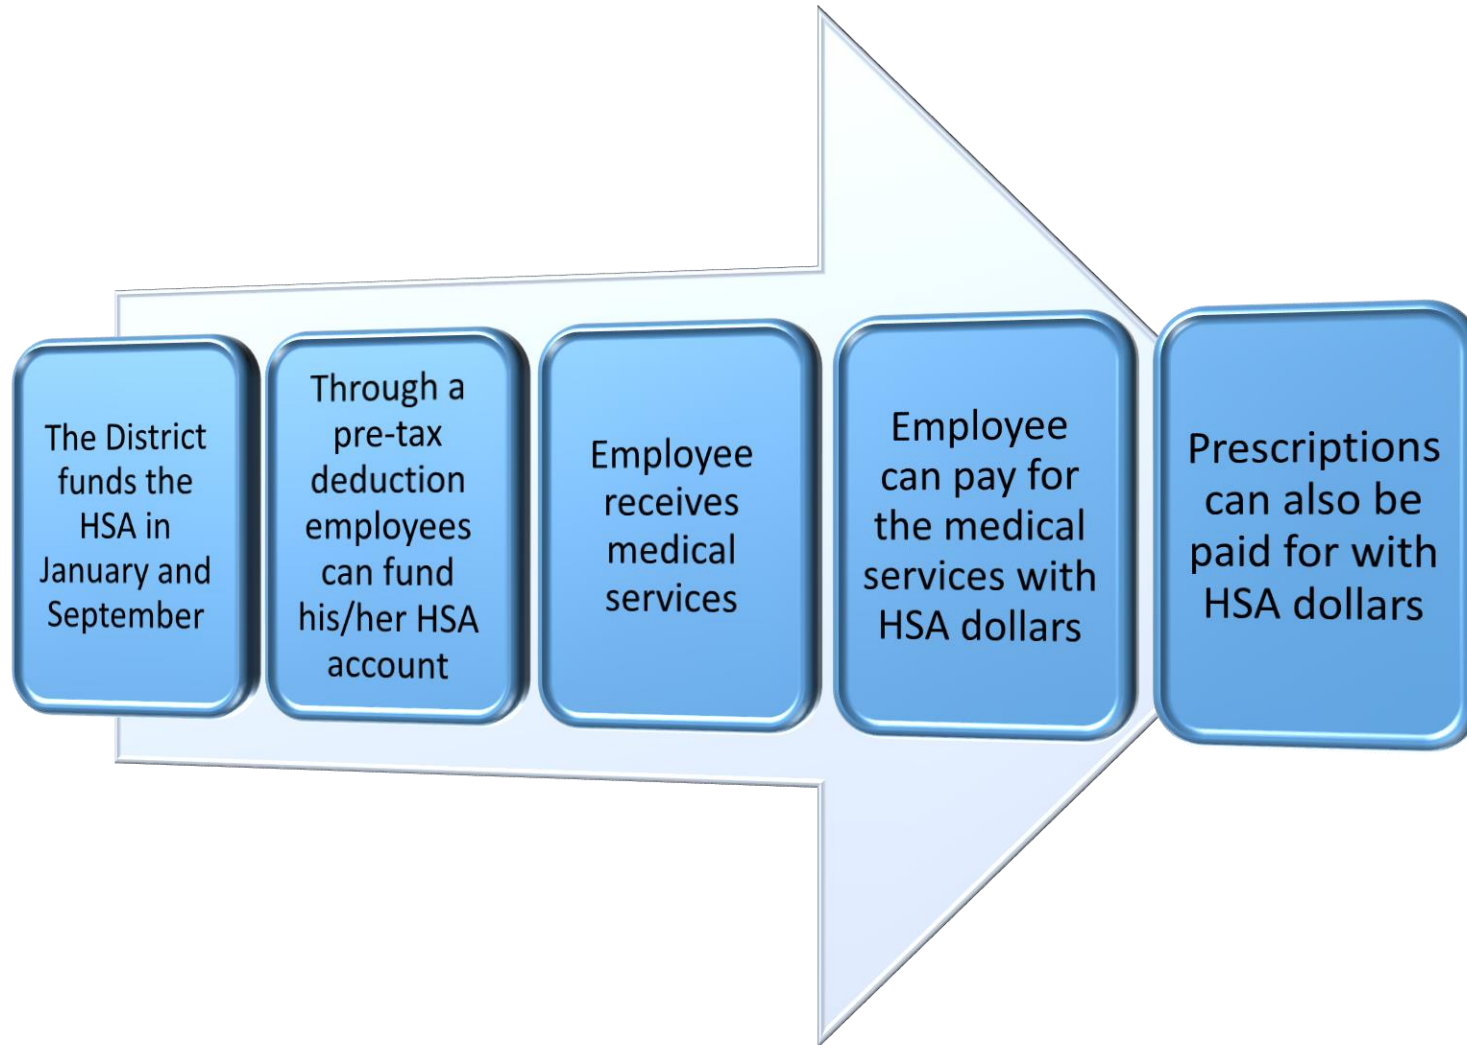 The District
funds the
HSA in
January and
September
Through a
pre-tax
deduction
employees
can fund
his/her HSA
account
Employee
receives
medical
services
Employee
can pay for
the medical
services with
HSA dollars
Prescriptions
can also be
paid for with
HSA dollars